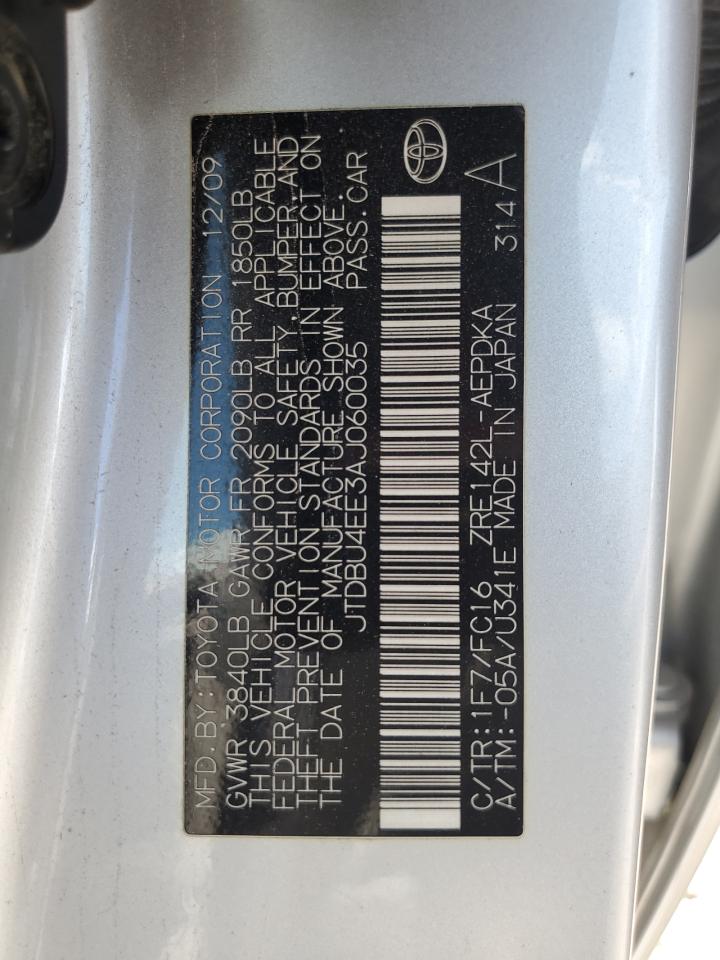 MFD.BY:TOYOTA MOTOR CORPORATION 12/09
GVWR 3840LB GAWR FR 2090LB RR 1850LB
THIS VEHICLE CONFORMS TO ALL APPLICABLE
FEDERAL MOTOR VEHICLE SAFETY,BUMPER,AND
THEFT PREVENTION STANDARDS IN EFFECT ON
THE DATE OF MANUFACTURE SHOWN ABOVE.
JTDBU4EE3AJ060035 PASS.CAR
C/TR:1F7/FC16 ZRE142L-AEPDKA
A/TM:-05A/U341E MADE IN JAPAN 314 A